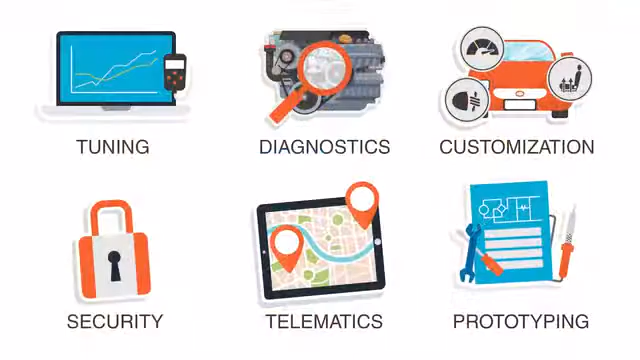 TUNING
DIAGNOSTICS
CUSTOMIZATION
SECURITY
TELEMATICS
PROTOTYPING